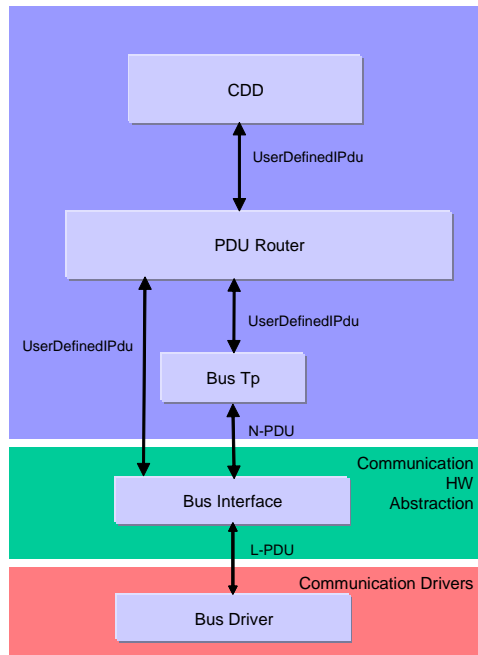 CDD
UserDefinedIPdu
PDU Router
UserDefinedIPdu
UserDefinedIPdu
Bus Tp
N-PDU
Communication
HW
Abstraction
Bus Interface
L-PDU
Communication Drivers
Bus Driver